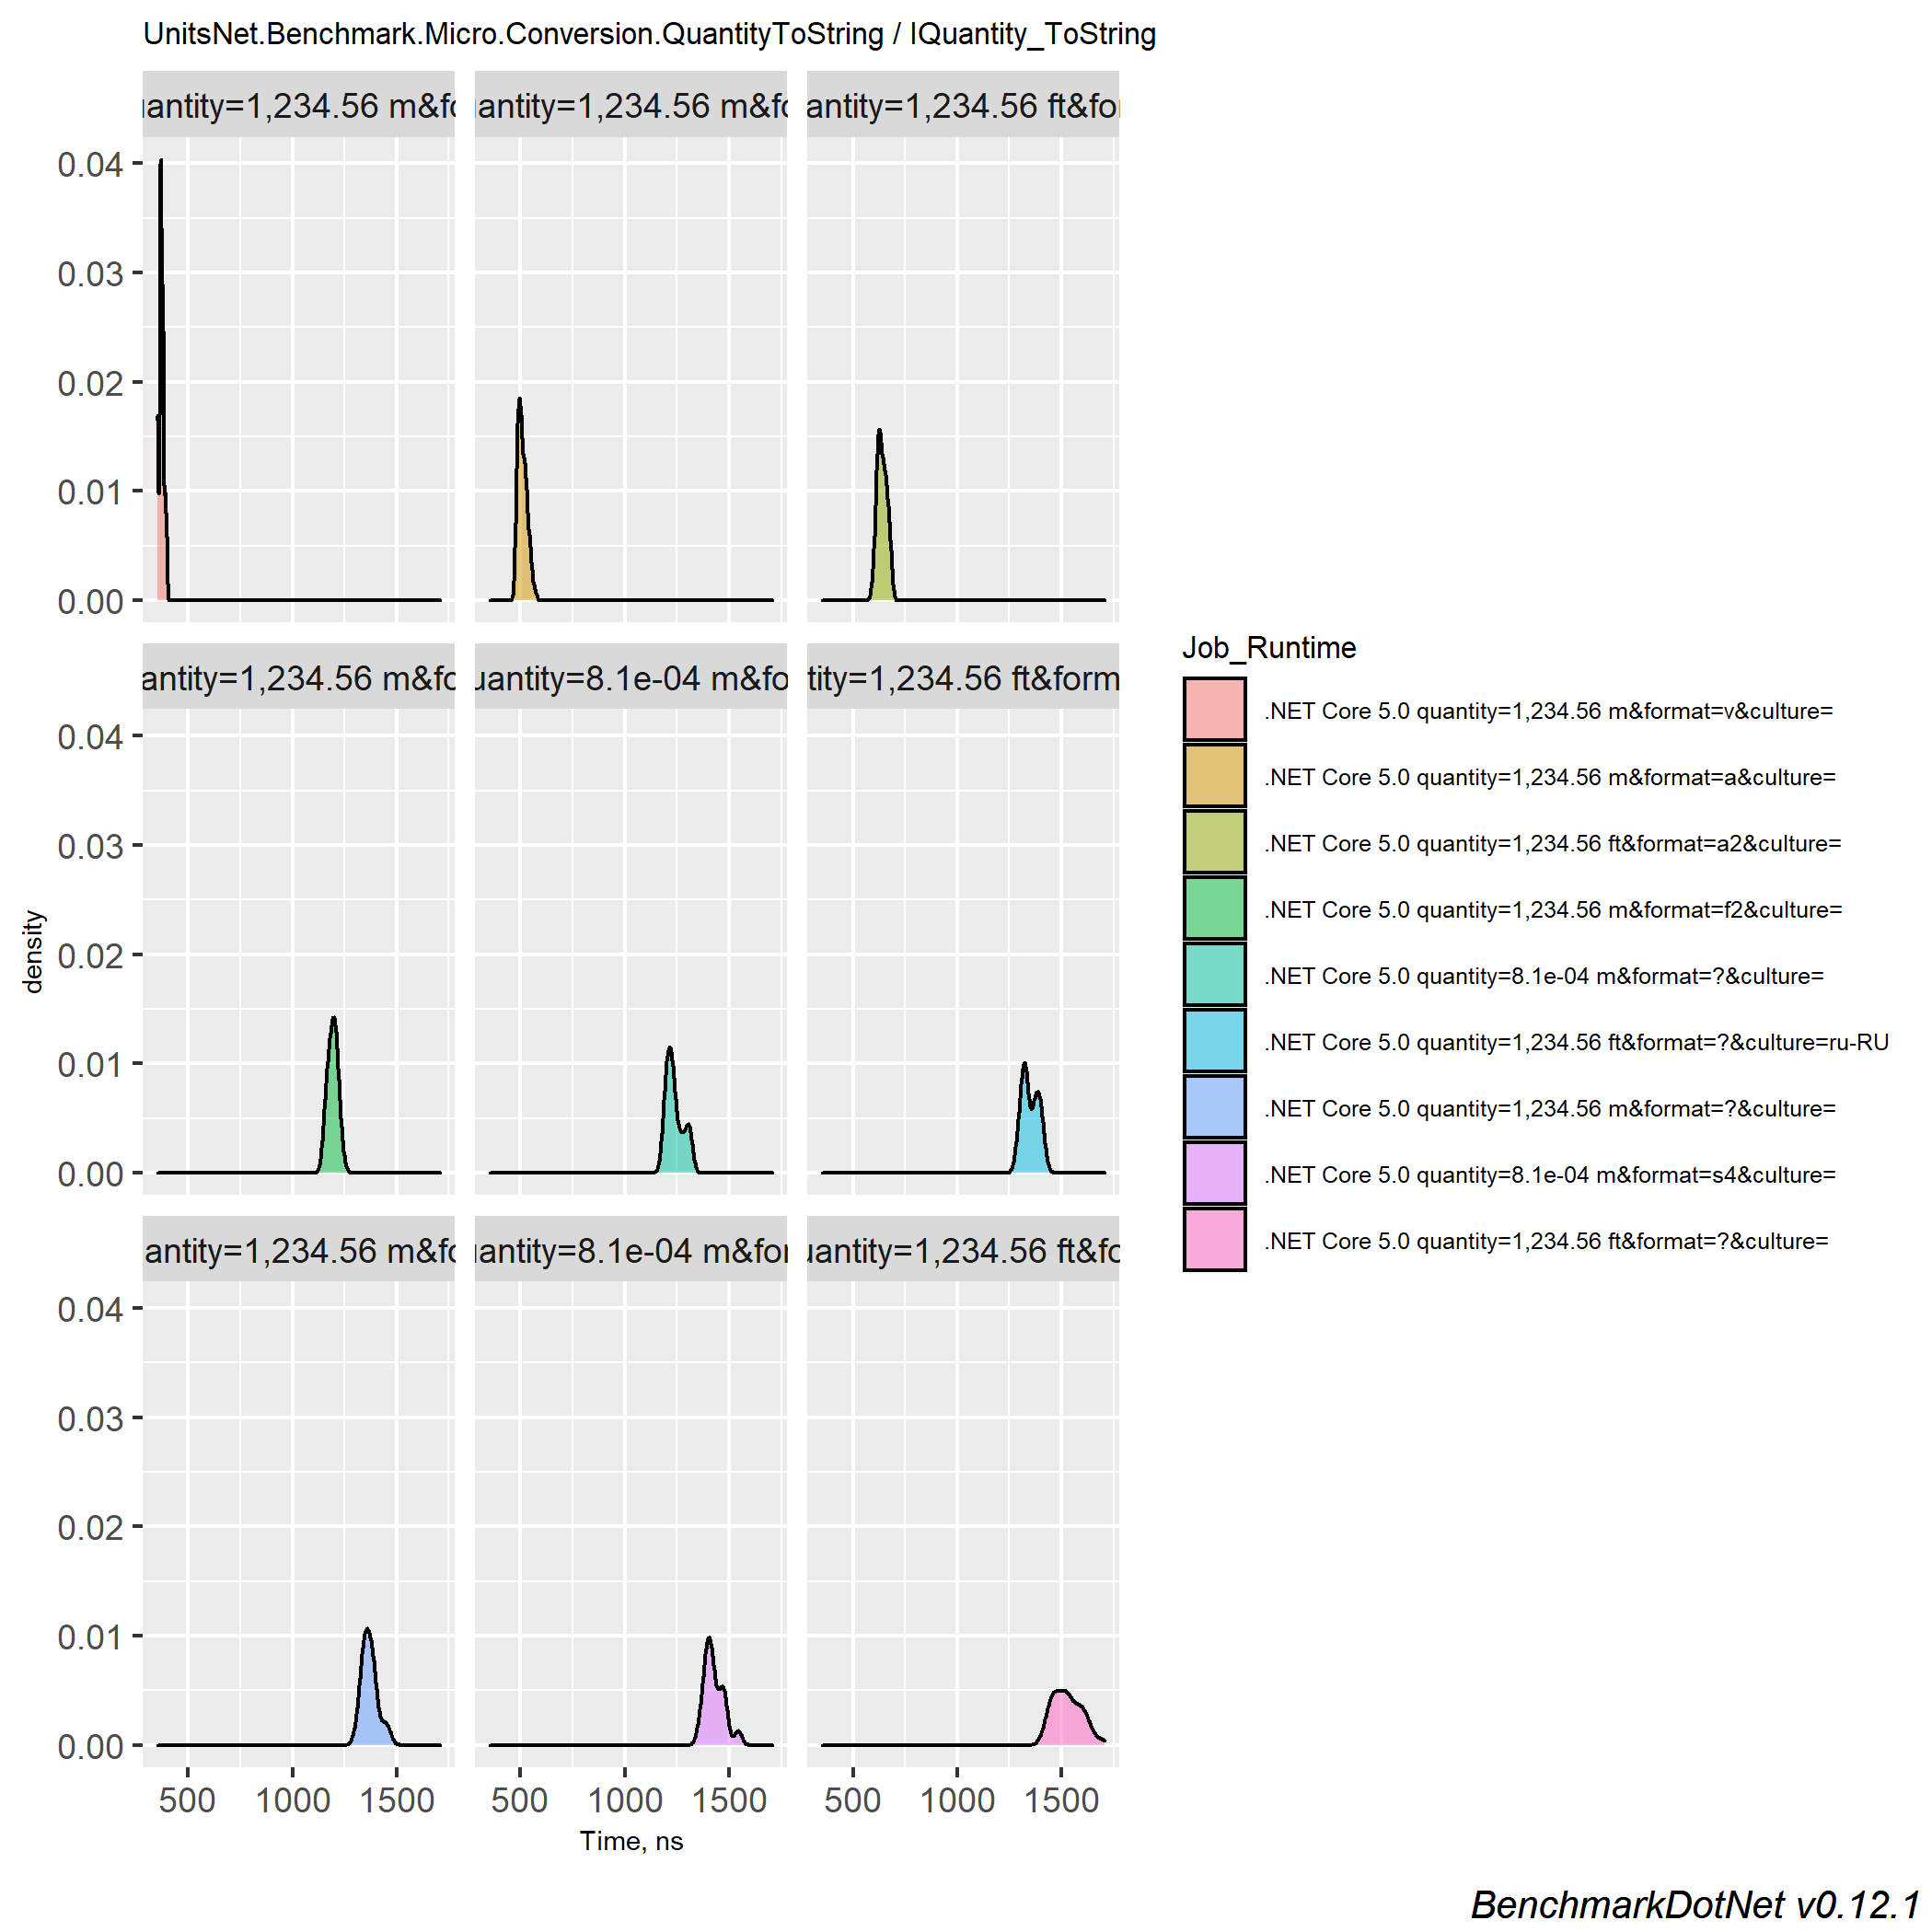 UnitsNet.Benchmark.Micro.Conversion.QuantityToString / IQuantity_ToString
uantity=1,234.56 m&fo
uantity=1,234.56 m&fo
antity=1,234.56 ft&for
0.04
0.03
0.02
0.01
0.00
antity=1,234.56 m&fo
uantity=8.1e-04 m&fo
tity=1,234.56 ft&form
0.04
0.03
0.02
0.01
0.00
antity=1,234.56 m&fo
uantity=8.1e-04 m&for
uantity=1,234.56 ft&fo
0.04
0.03
0.02
0.01
0.00
density
500 1000 1500
500 1000 1500
500 1000 1500
Time, ns
Job_Runtime
.NET Core 5.0 quantity=1,234.56 m&format=v&culture=
.NET Core 5.0 quantity=1,234.56 m&format=a&culture=
.NET Core 5.0 quantity=1,234.56 ft&format=a2&culture=
.NET Core 5.0 quantity=1,234.56 m&format=f2&culture=
.NET Core 5.0 quantity=8.1e-04 m&format=?&culture=
.NET Core 5.0 quantity=1,234.56 ft&format=?&culture=ru-RU
.NET Core 5.0 quantity=1,234.56 m&format=?&culture=
.NET Core 5.0 quantity=8.1e-04 m&format=s4&culture=
.NET Core 5.0 quantity=1,234.56 ft&format=?&culture=
BenchmarkDotNet v0.12.1